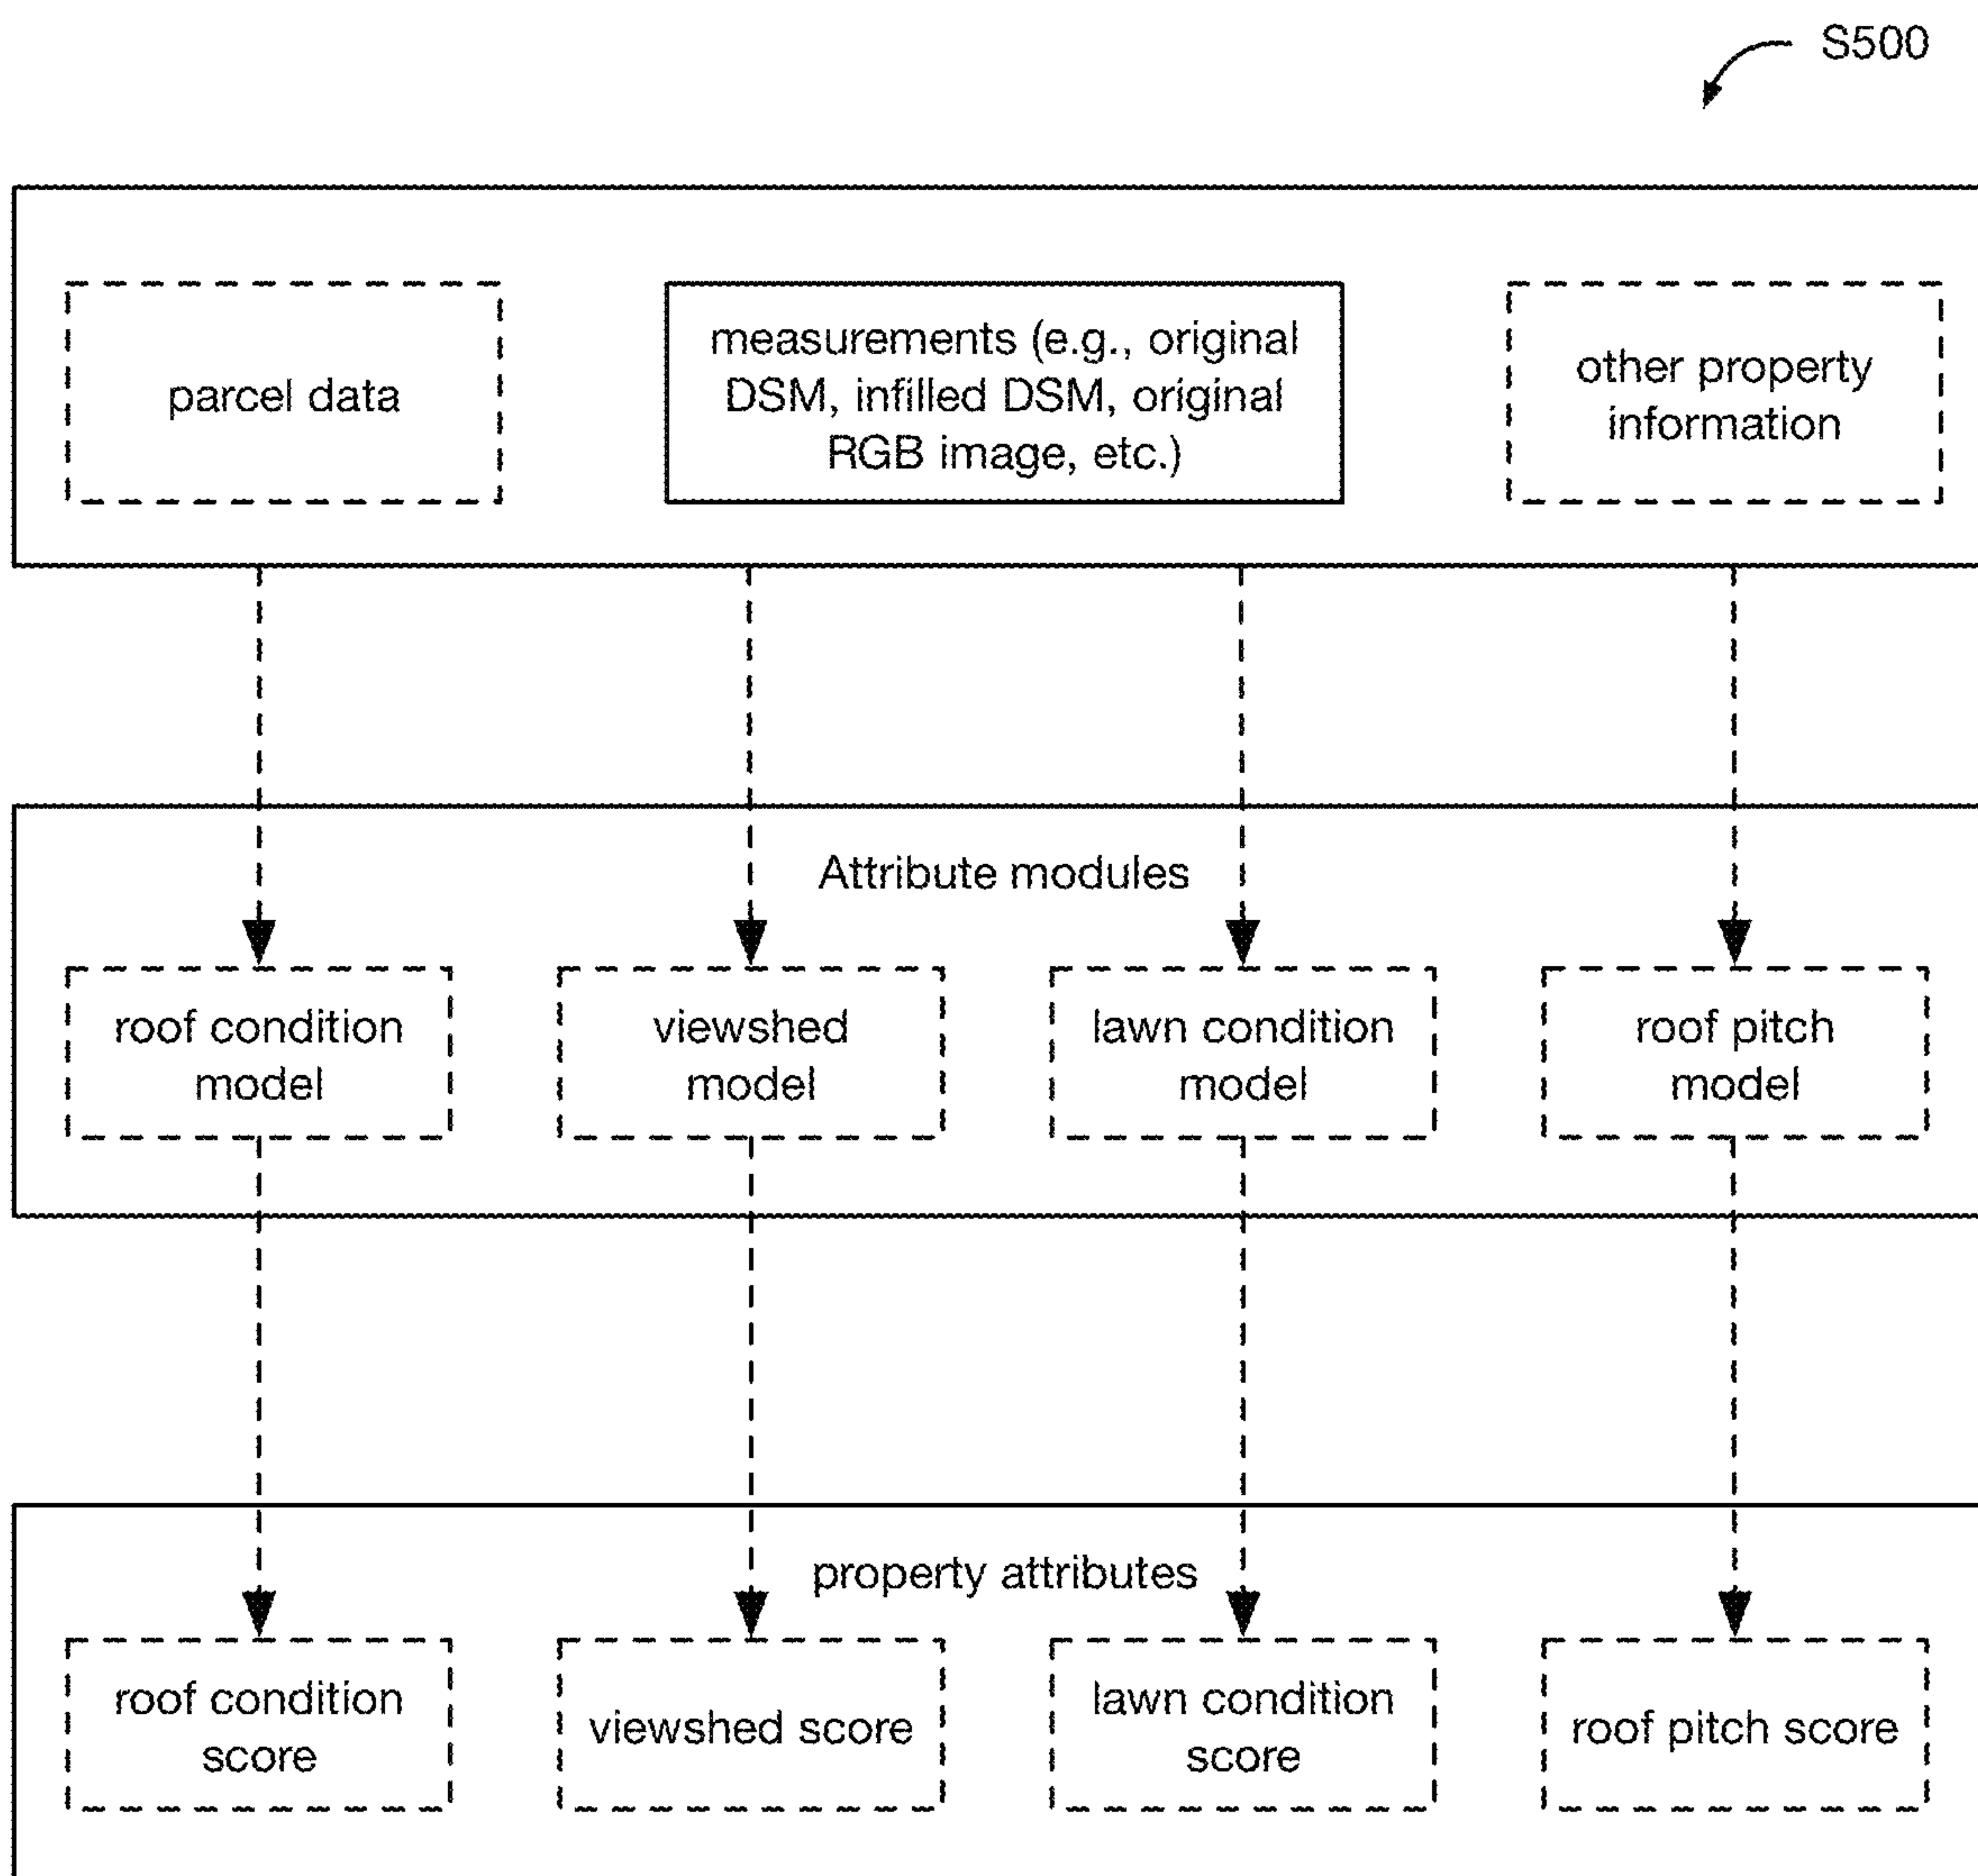 S500
parcel data
measurements (e.g., original
DSM, infilled DSM, original
RGB image, etc.)
other property
information
Attribute modules
roof condition
model
viewshed
model
lawn condition
model
roof pitch
model
property attributes
roof condition
score
viewshed score
lawn condition
score
roof pitch score